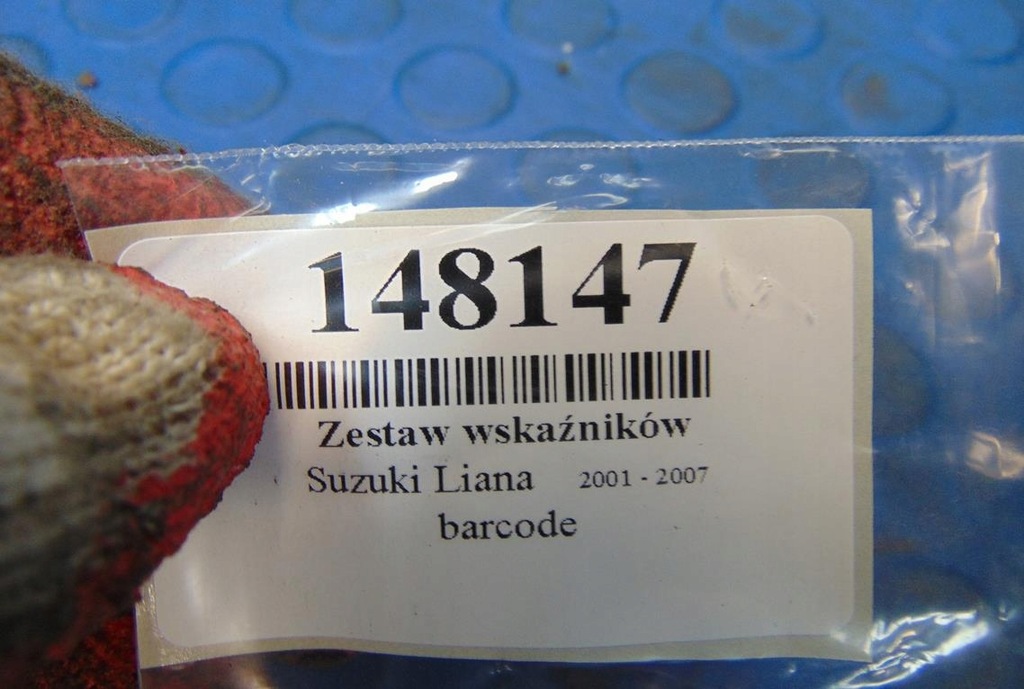 148147
Zestaw wskaźników
Suzuki Liana 2001 - 2007
barcode